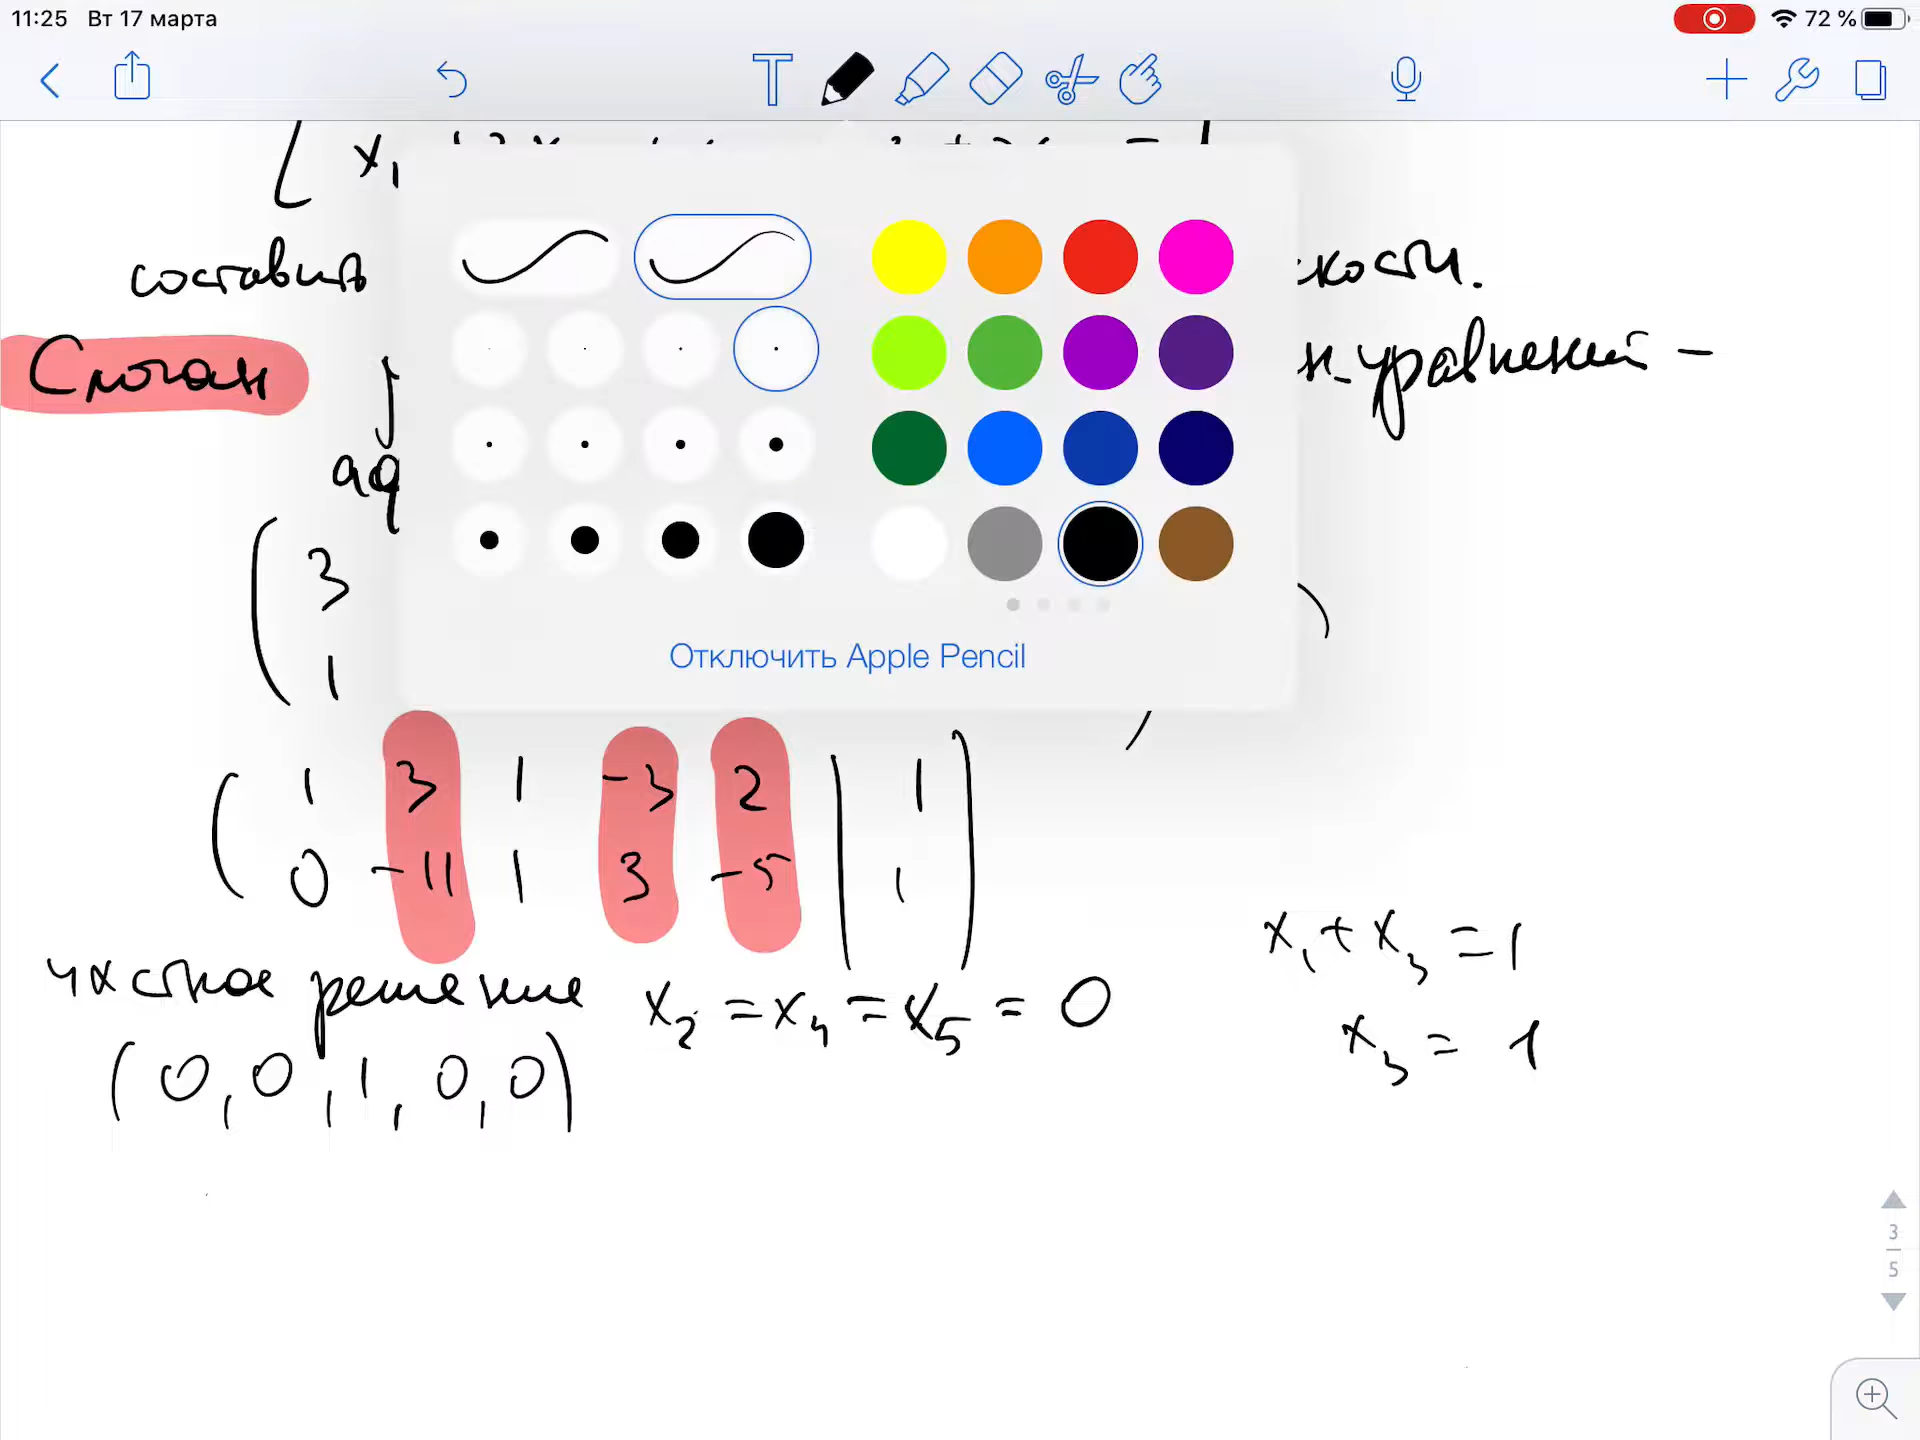 11:25 Вт 17 марта 72 %
T
x₁
составить кости.
Слоган н. уравнений –
аф
3
1
Отключить Apple Pencil
1 3 1 -3 2 | 1
0 -11 1 3 -5 | 1
x₁ + x₃ = 1
частное решение x₂ = x₄ = x₅ = 0
x₃ = 1
(0, 0, 1, 0, 0)
3
5